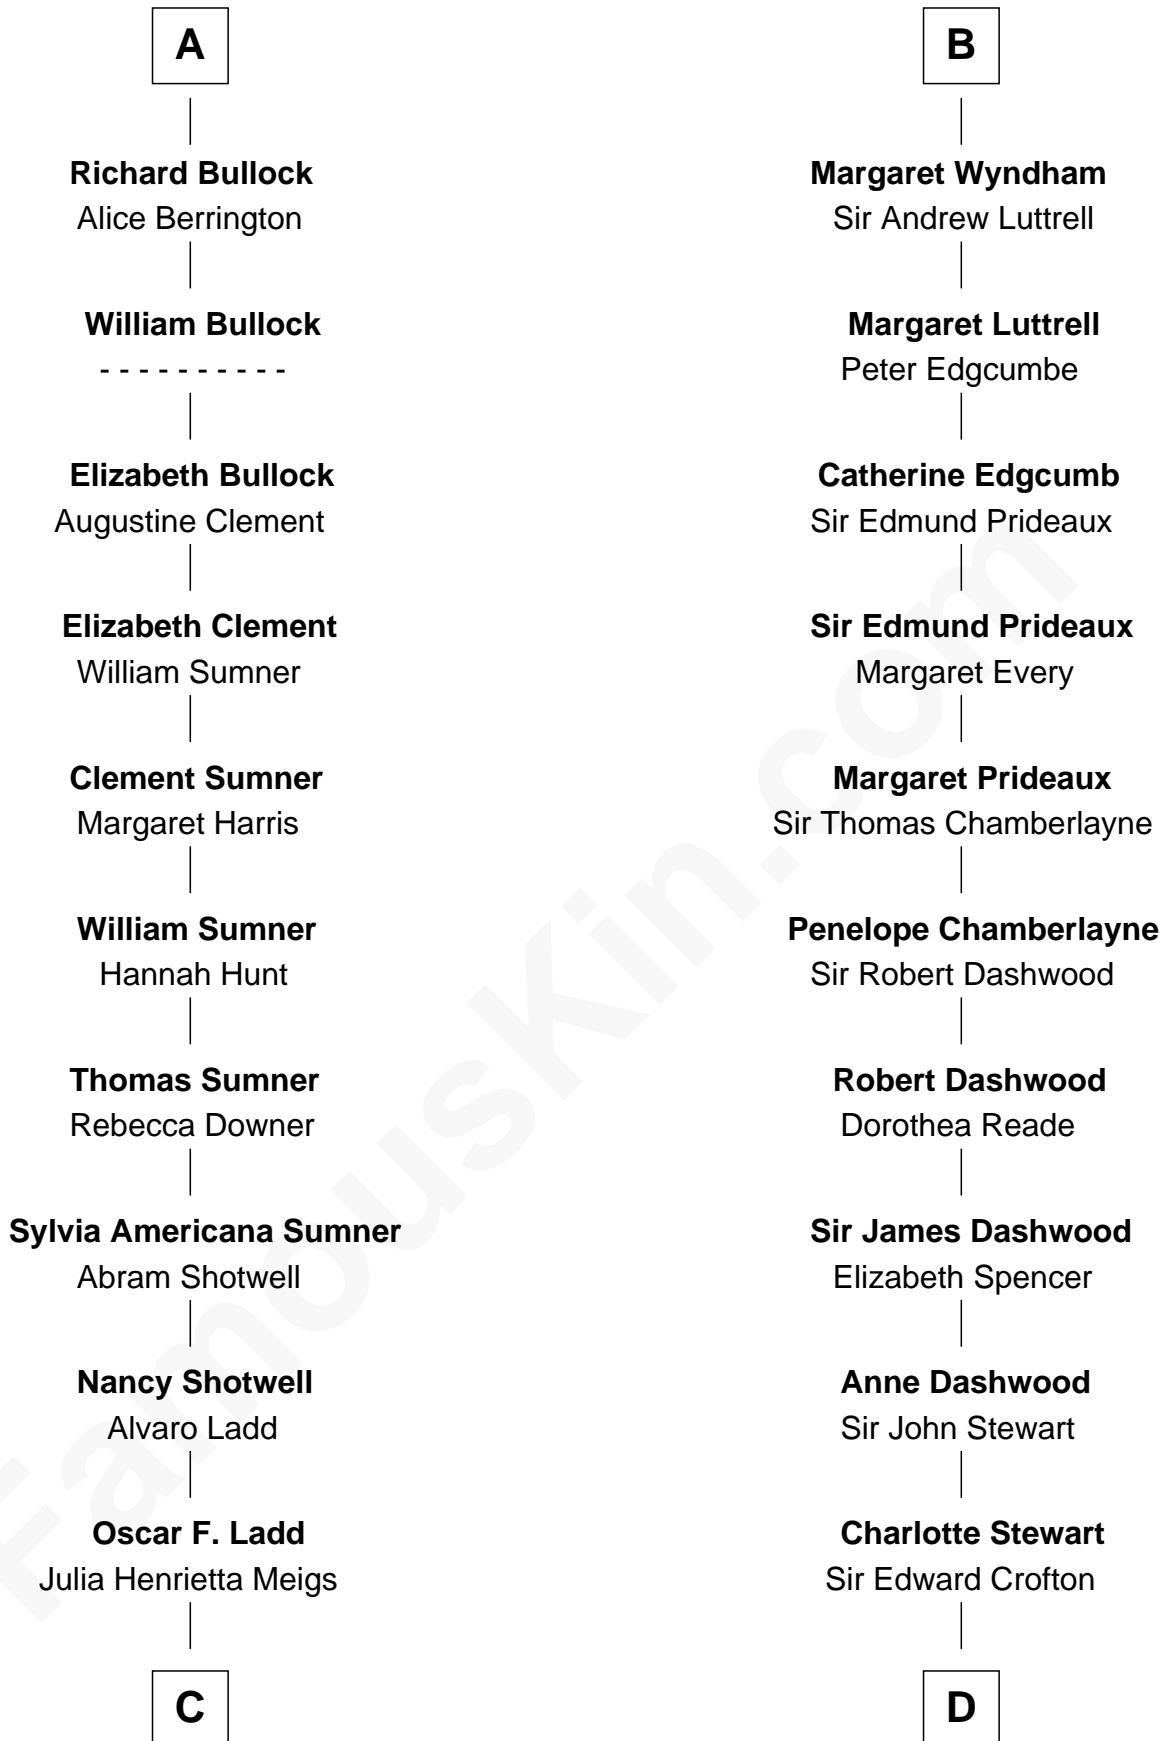 A
Richard Bullock
Alice Berrington
William Bullock
- - - - - - - - - -
Elizabeth Bullock
Augustine Clement
Elizabeth Clement
William Sumner
Clement Sumner
Margaret Harris
William Sumner
Hannah Hunt
Thomas Sumner
Rebecca Downer
Sylvia Americana Sumner
Abram Shotwell
Nancy Shotwell
Alvaro Ladd
Oscar F. Ladd
Julia Henrietta Meigs
C
B
Margaret Wyndham
Sir Andrew Luttrell
Margaret Luttrell
Peter Edgcumbe
Catherine Edgcumb
Sir Edmund Prideaux
Sir Edmund Prideaux
Margaret Every
Margaret Prideaux
Sir Thomas Chamberlayne
Penelope Chamberlayne
Sir Robert Dashwood
Robert Dashwood
Dorothea Reade
Sir James Dashwood
Elizabeth Spencer
Anne Dashwood
Sir John Stewart
Charlotte Stewart
Sir Edward Crofton
D
FamousKin.com